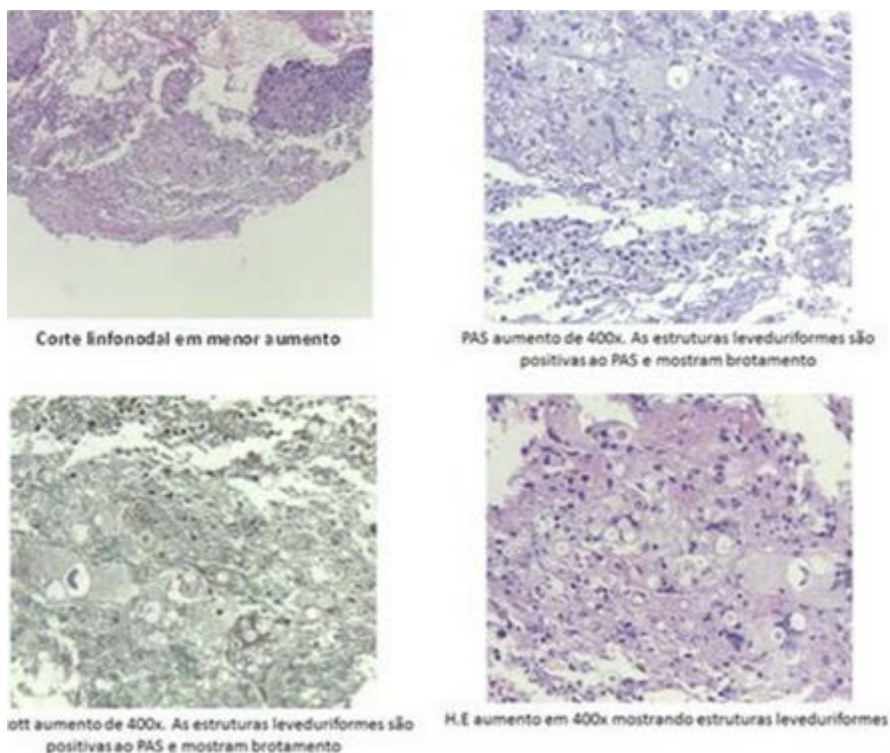 Corte linfonodal em menor aumento
PAS aumento de 400x. As estruturas leveduriformes são
positivas ao PAS e mostram brotamento
ott aumento de 400x. As estruturas leveduriformes são
positivas ao PAS e mostram brotamento
H.E aumento em 400x mostrando estruturas leveduriformes